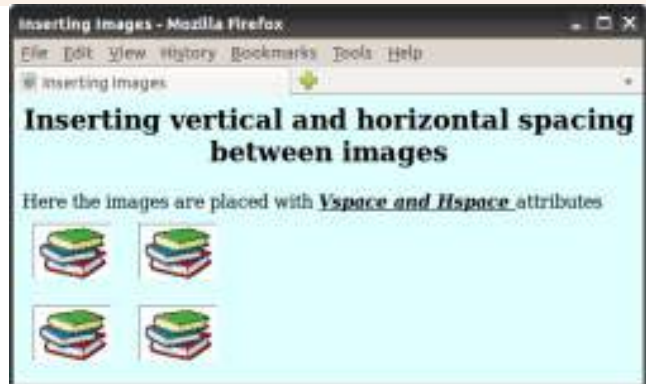 Inserting Images - Mozilla Firefox
File Edit View History Bookmarks Tools Help
Inserting Images
Inserting vertical and horizontal spacing
between images
Here the images are placed with Vspace and Hspace attributes